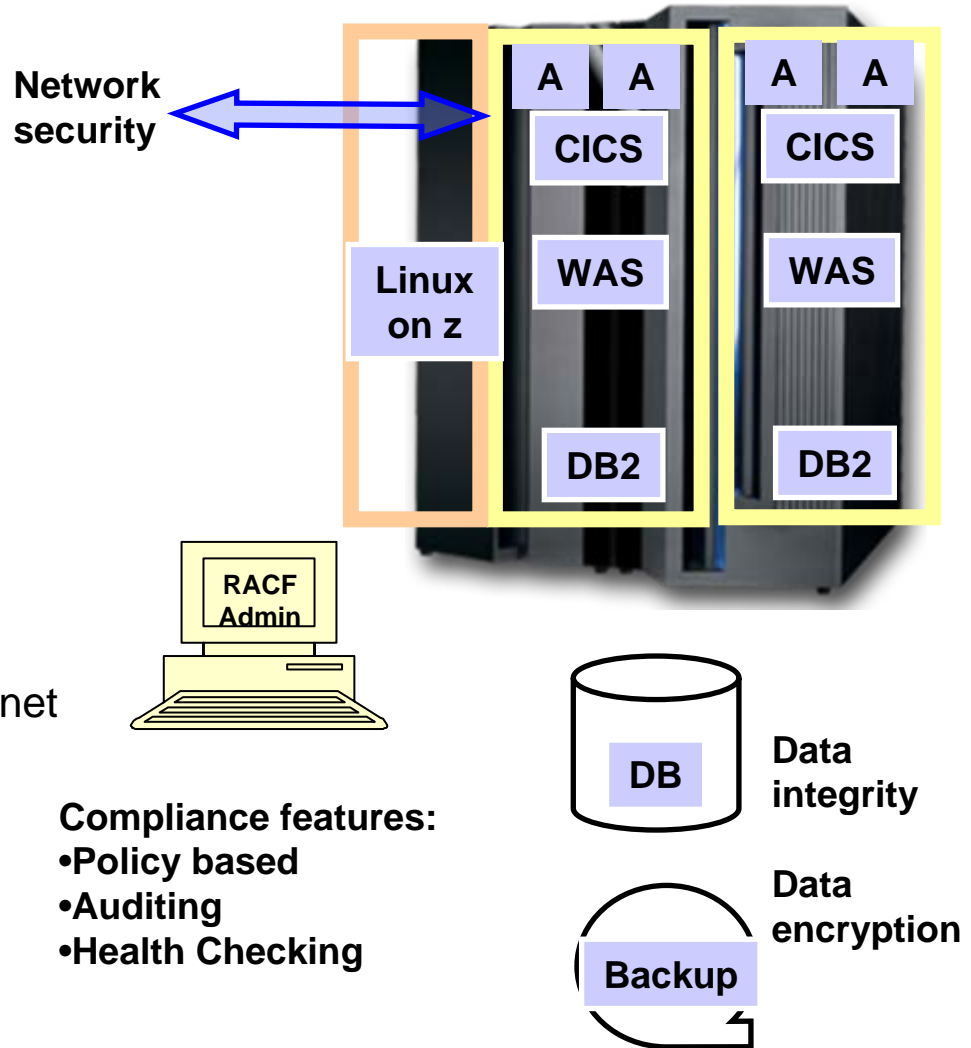 Network
security
A A
A A
CICS
CICS
Linux
on z
WAS
WAS
DB2
DB2
RACF
Admin
net
DB
Data
integrity
Compliance features:
•Policy based
•Auditing
•Health Checking
Data
encryption
Backup